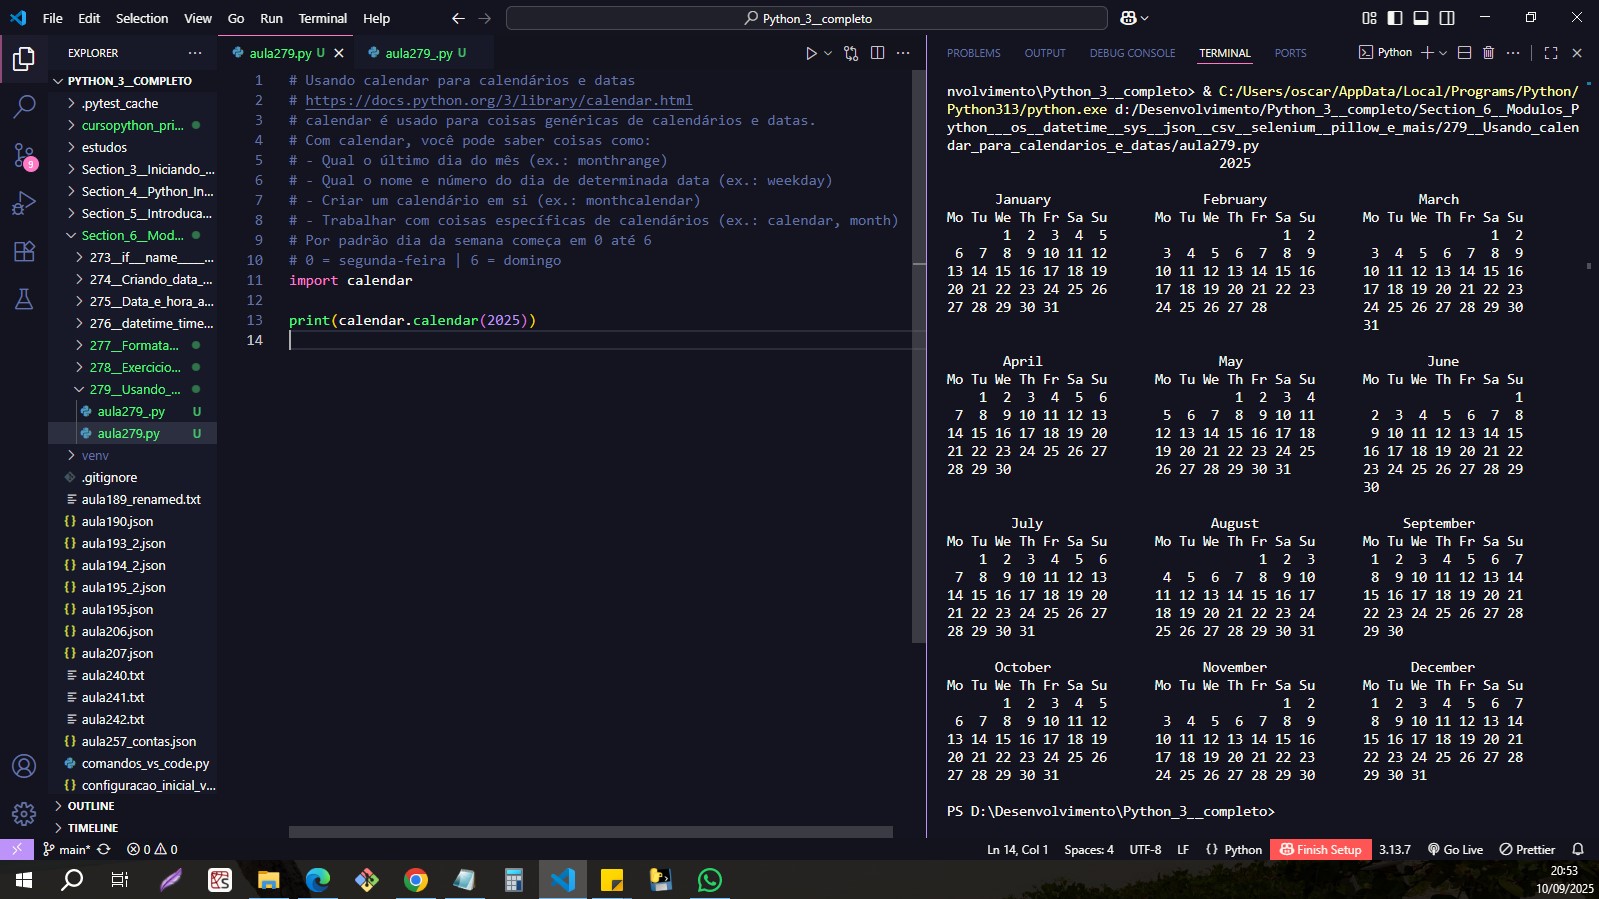 File Edit Selection View Go Run Terminal Help
Python_3__completo
EXPLORER
PYTHON_3__COMPLETO
.pytest_cache
cursopython_pri...
estudos
Section_3__Iniciando_...
Section_4__Python_In...
Section_5__Introduca...
Section_6__Mod...
273__if__name____...
274__Criando_data_...
275__Data_e_hora_a...
276__datetime_time...
277__Formata...
278__Exercicio...
279__Usando_...
aula279_.py U
aula279.py U
venv
.gitignore
aula189_renamed.txt
aula190.json
aula193_2.json
aula194_2.json
aula195_2.json
aula195.json
aula206.json
aula207.json
aula240.txt
aula241.txt
aula242.txt
aula257_contas.json
comandos_vs_code.py
configuracao_inicial_v...
OUTLINE
TIMELINE
9
aula279.py U aula279_.py U
1 # Usando calendar para calendários e datas
2 # https://docs.python.org/3/library/calendar.html
3 # calendar é usado para coisas genéricas de calendários e datas.
4 # Com calendar, você pode saber coisas como:
5 # - Qual o último dia do mês (ex.: monthrange)
6 # - Qual o nome e número do dia de determinada data (ex.: weekday)
7 # - Criar um calendário em si (ex.: monthcalendar)
8 # - Trabalhar com coisas específicas de calendários (ex.: calendar, month)
9 # Por padrão dia da semana começa em 0 até 6
10 # 0 = segunda-feira | 6 = domingo
11 import calendar
12
13 print(calendar.calendar(2025))
14
PROBLEMS OUTPUT DEBUG CONSOLE TERMINAL PORTS Python
nvolvimento\Python_3__completo> & C:/Users/oscar/AppData/Local/Programs/Python/
Python313/python.exe d:/Desenvolvimento/Python_3__completo/Section_6__Modulos_P
ython___os__datetime__sys__json__csv__selenium__pillow_e_mais/279__Usando_calen
dar_para_calendarios_e_datas/aula279.py
2025
January February March
Mo Tu We Th Fr Sa Su Mo Tu We Th Fr Sa Su Mo Tu We Th Fr Sa Su
1 2 3 4 5 1 2 1 2
6 7 8 9 10 11 12 3 4 5 6 7 8 9 3 4 5 6 7 8 9
13 14 15 16 17 18 19 10 11 12 13 14 15 16 10 11 12 13 14 15 16
20 21 22 23 24 25 26 17 18 19 20 21 22 23 17 18 19 20 21 22 23
27 28 29 30 31 24 25 26 27 28 24 25 26 27 28 29 30
31
April May June
Mo Tu We Th Fr Sa Su Mo Tu We Th Fr Sa Su Mo Tu We Th Fr Sa Su
1 2 3 4 5 6 1 2 3 4 1
7 8 9 10 11 12 13 5 6 7 8 9 10 11 2 3 4 5 6 7 8
14 15 16 17 18 19 20 12 13 14 15 16 17 18 9 10 11 12 13 14 15
21 22 23 24 25 26 27 19 20 21 22 23 24 25 16 17 18 19 20 21 22
28 29 30 26 27 28 29 30 31 23 24 25 26 27 28 29
30
July August September
Mo Tu We Th Fr Sa Su Mo Tu We Th Fr Sa Su Mo Tu We Th Fr Sa Su
1 2 3 4 5 6 1 2 3 1 2 3 4 5 6 7
7 8 9 10 11 12 13 4 5 6 7 8 9 10 8 9 10 11 12 13 14
14 15 16 17 18 19 20 11 12 13 14 15 16 17 15 16 17 18 19 20 21
21 22 23 24 25 26 27 18 19 20 21 22 23 24 22 23 24 25 26 27 28
28 29 30 31 25 26 27 28 29 30 31 29 30
October November December
Mo Tu We Th Fr Sa Su Mo Tu We Th Fr Sa Su Mo Tu We Th Fr Sa Su
1 2 3 4 5 1 2 1 2 3 4 5 6 7
6 7 8 9 10 11 12 3 4 5 6 7 8 9 8 9 10 11 12 13 14
13 14 15 16 17 18 19 10 11 12 13 14 15 16 15 16 17 18 19 20 21
20 21 22 23 24 25 26 17 18 19 20 21 22 23 22 23 24 25 26 27 28
27 28 29 30 31 24 25 26 27 28 29 30 29 30 31
PS D:\Desenvolvimento\Python_3__completo>
main* 0 0 Ln 14, Col 1 Spaces: 4 UTF-8 LF {} Python Finish Setup 3.13.7 Go Live Prettier
20:53
10/09/2025